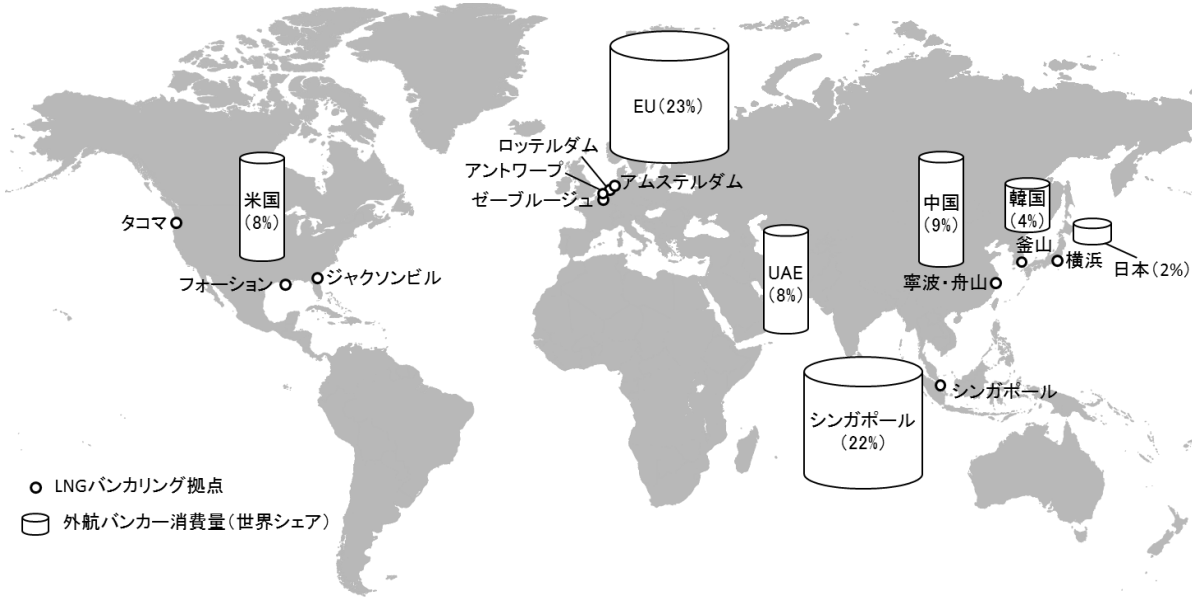 EU(23%)
ロッテルダム
アントワープ
アムステルダム
ゼーブルージュ
米国
(8%)
タコマ
フォーション
ジャクソンビル
UAE
(8%)
中国
(9%)
韓国
(4%)
釜山
横浜
日本(2%)
寧波・舟山
シンガポール
シンガポール
(22%)
LNGバンカリング拠点
外航バンカー消費量(世界シェア)